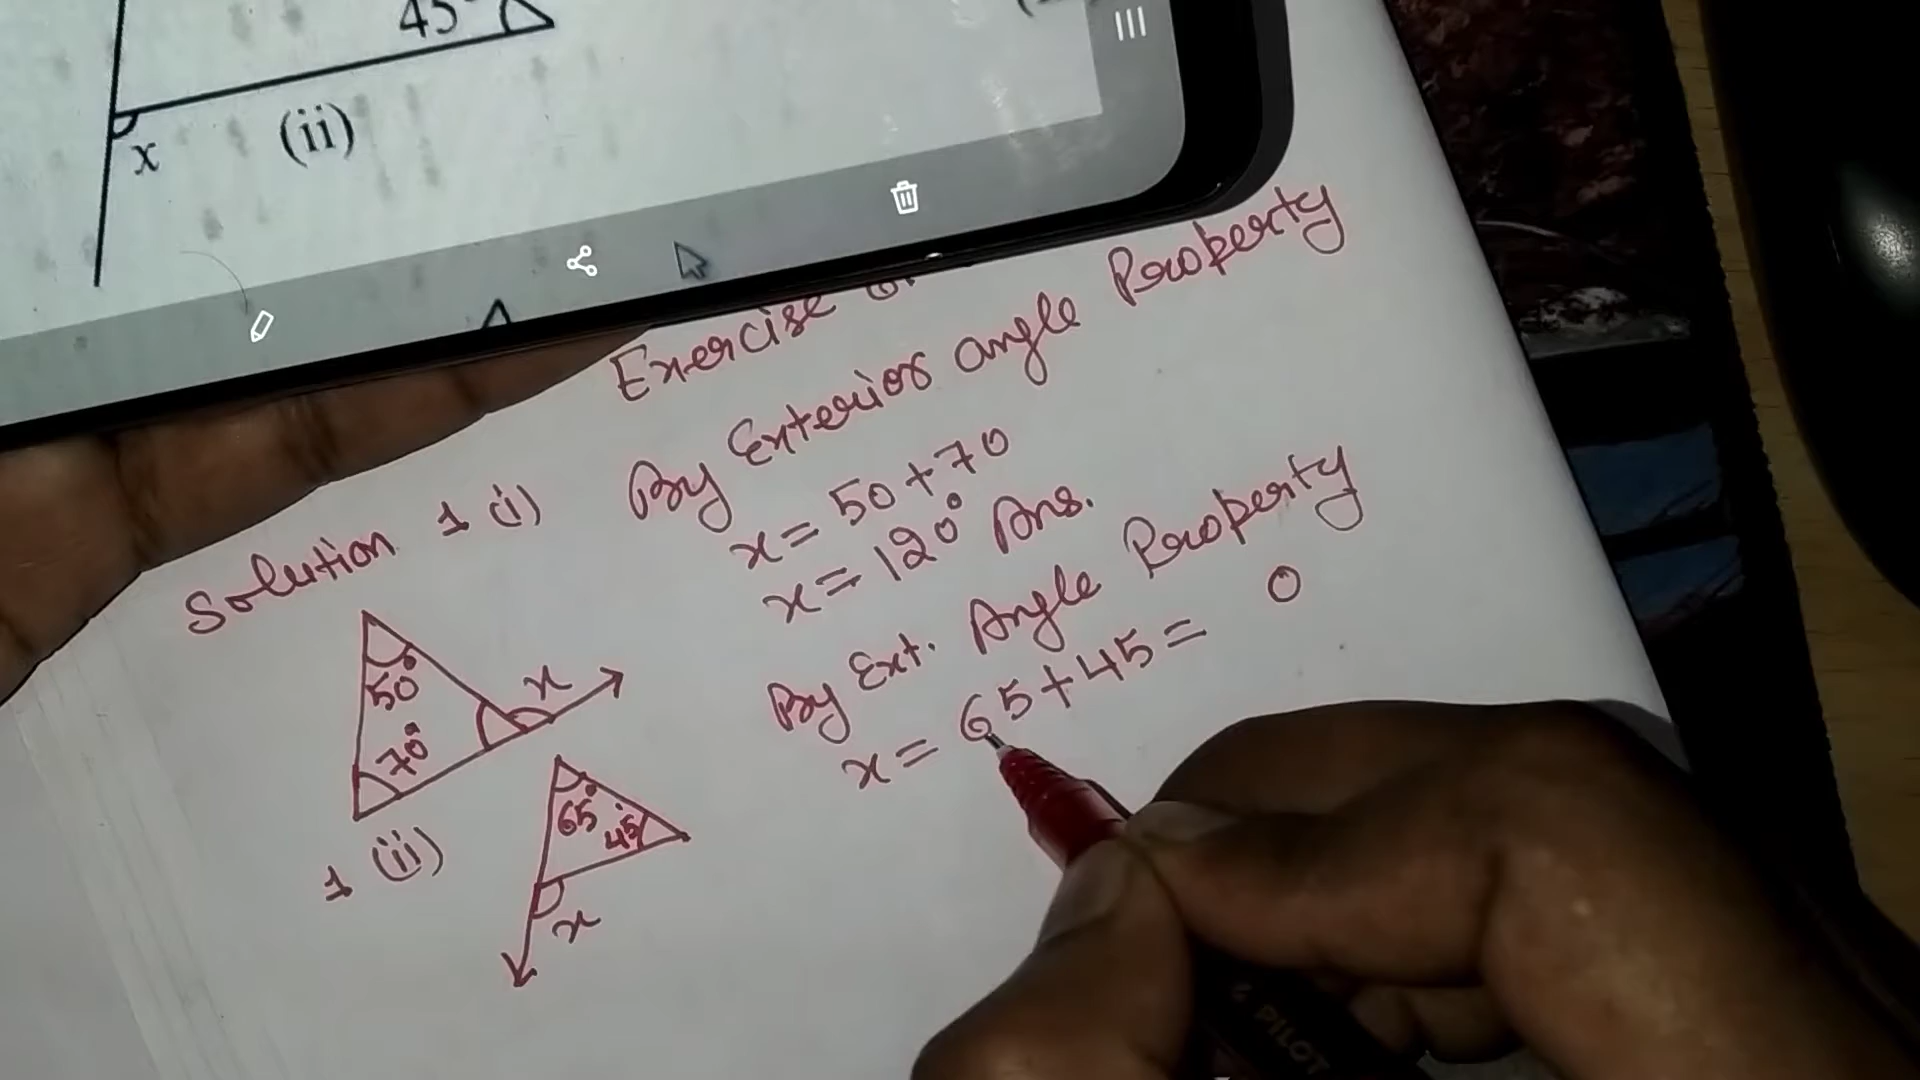 45°
x
(ii)
Exercise
Solution 1 (i) By Exterior angle Property
x = 50 + 70
x = 120° Ans.
50°
70°
x
1 (ii) By Ext. Angle Property
x = 65 + 45 = 0
65°
45°
x
PILOT